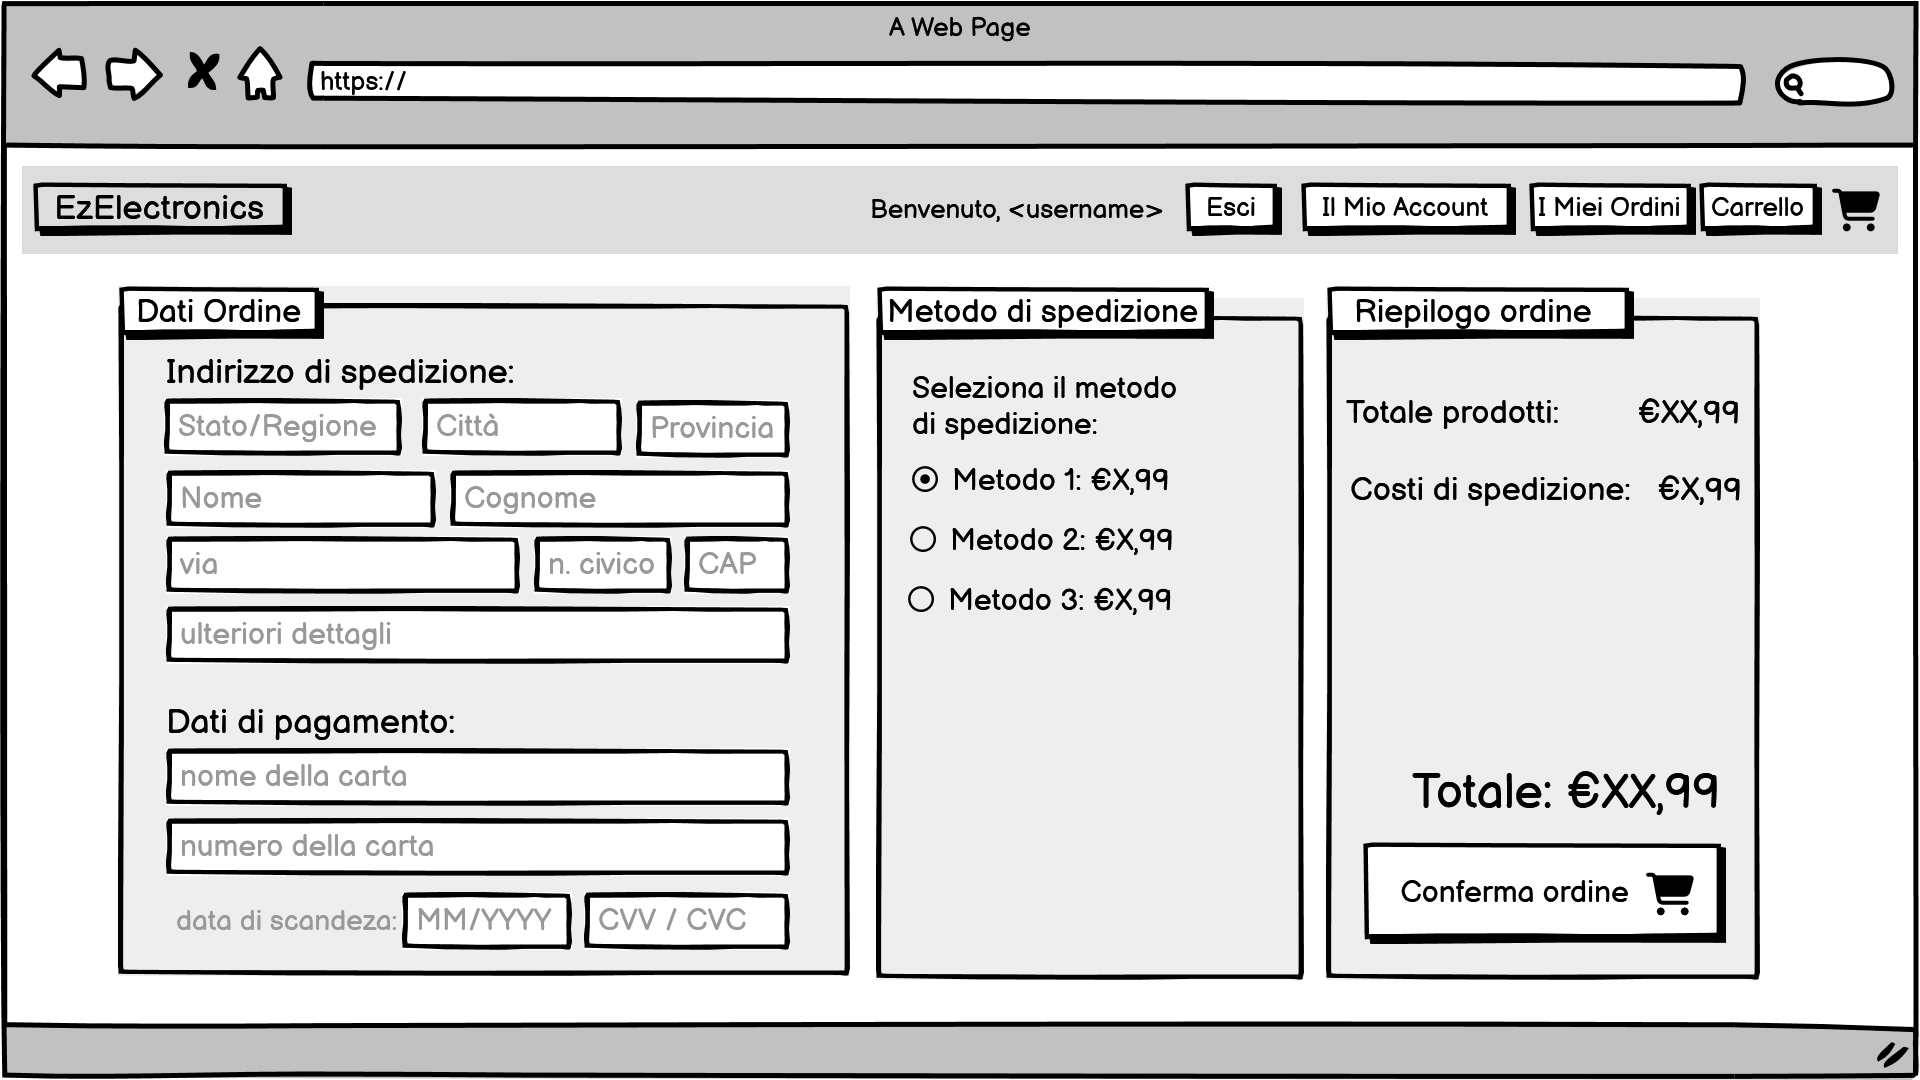 A Web Page
https://
EzElectronics
Benvenuto, <username>
Esci
Il Mio Account
I Miei Ordini
Carrello
Dati Ordine
Indirizzo di spedizione:
Stato/Regione
Città
Provincia
Nome
Cognome
via
n. civico
CAP
ulteriori dettagli
Dati di pagamento:
nome della carta
numero della carta
data di scandeza:
MM/YYYY
CVV / CVC
Metodo di spedizione
Seleziona il metodo
di spedizione:
Metodo 1: €X,99
Metodo 2: €X,99
Metodo 3: €X,99
Riepilogo ordine
Totale prodotti: €XX,99
Costi di spedizione: €X,99
Totale: €XX,99
Conferma ordine